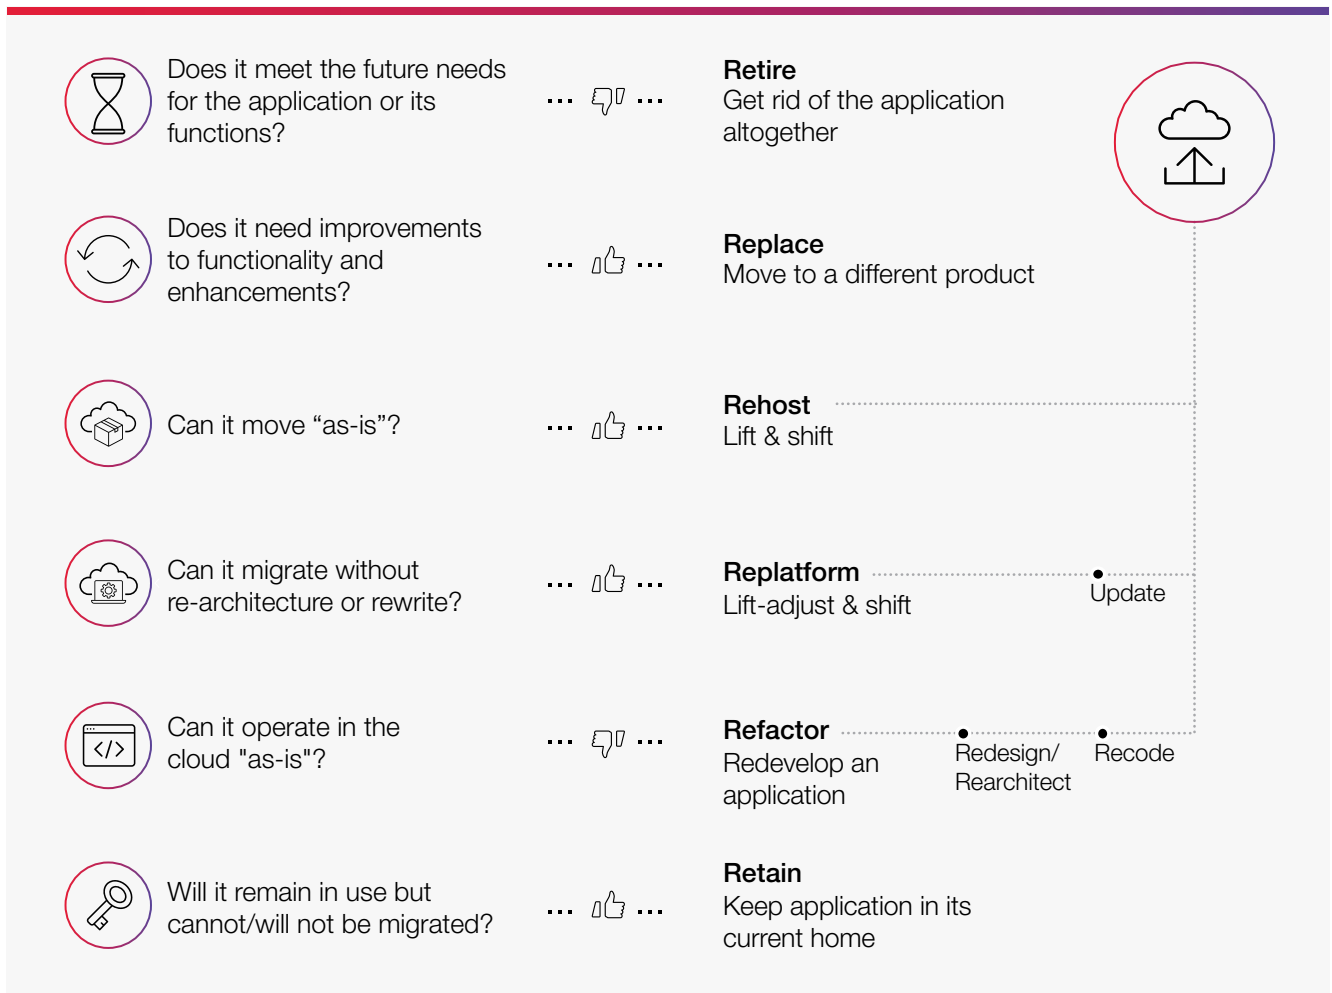 Does it meet the future needs
for the application or its
functions?
Retire
Get rid of the application
altogether
Does it need improvements
to functionality and
enhancements?
Replace
Move to a different product
Can it move “as-is”?
Rehost
Lift & shift
Can it migrate without
re-architecture or rewrite?
Replatform
Lift-adjust & shift
Update
Can it operate in the
cloud "as-is"?
Refactor
Redevelop an
application
Redesign/
Rearchitect
Recode
Will it remain in use but
cannot/will not be migrated?
Retain
Keep application in its
current home